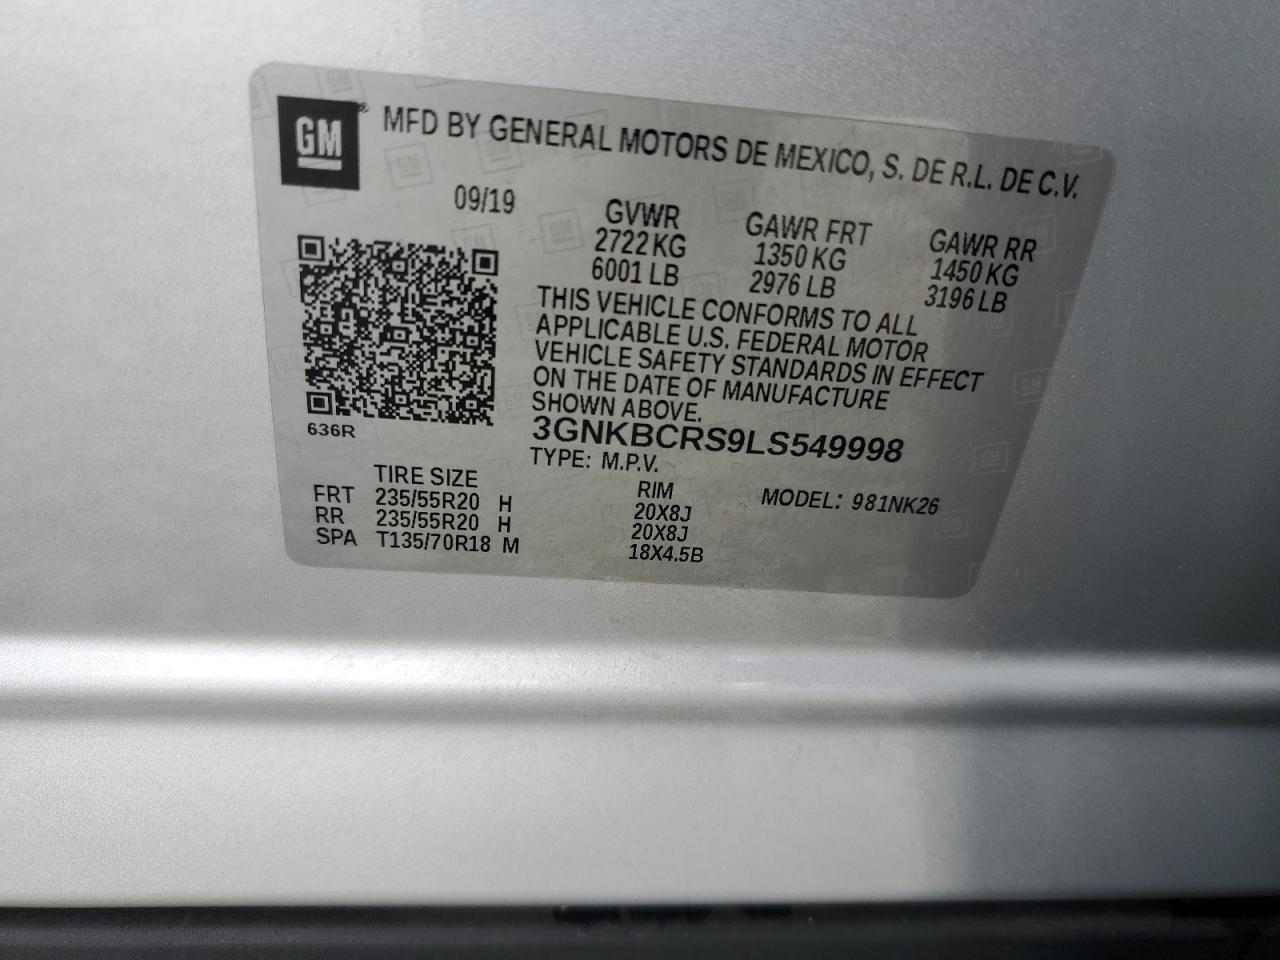 GM
MFD BY GENERAL MOTORS DE MEXICO, S. DE R.L. DE C.V.
09/19
GVWR GAWR FRT GAWR RR
2722 KG 1350 KG 1450 KG
6001 LB 2976 LB 3196 LB
THIS VEHICLE CONFORMS TO ALL
APPLICABLE U.S. FEDERAL MOTOR
VEHICLE SAFETY STANDARDS IN EFFECT
ON THE DATE OF MANUFACTURE
SHOWN ABOVE.
636R
3GNKBCRS9LS549998
TYPE: M.P.V.
MODEL: 981NK26
TIRE SIZE RIM
FRT 235/55R20 H 20X8J
RR 235/55R20 H 20X8J
SPA T135/70R18 M 18X4.5B